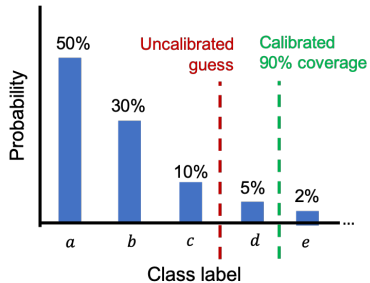 50%
Uncalibrated
guess
Calibrated
90% coverage
30%
10%
5%
2%
Probability
a
b
c
d
e
...
Class label